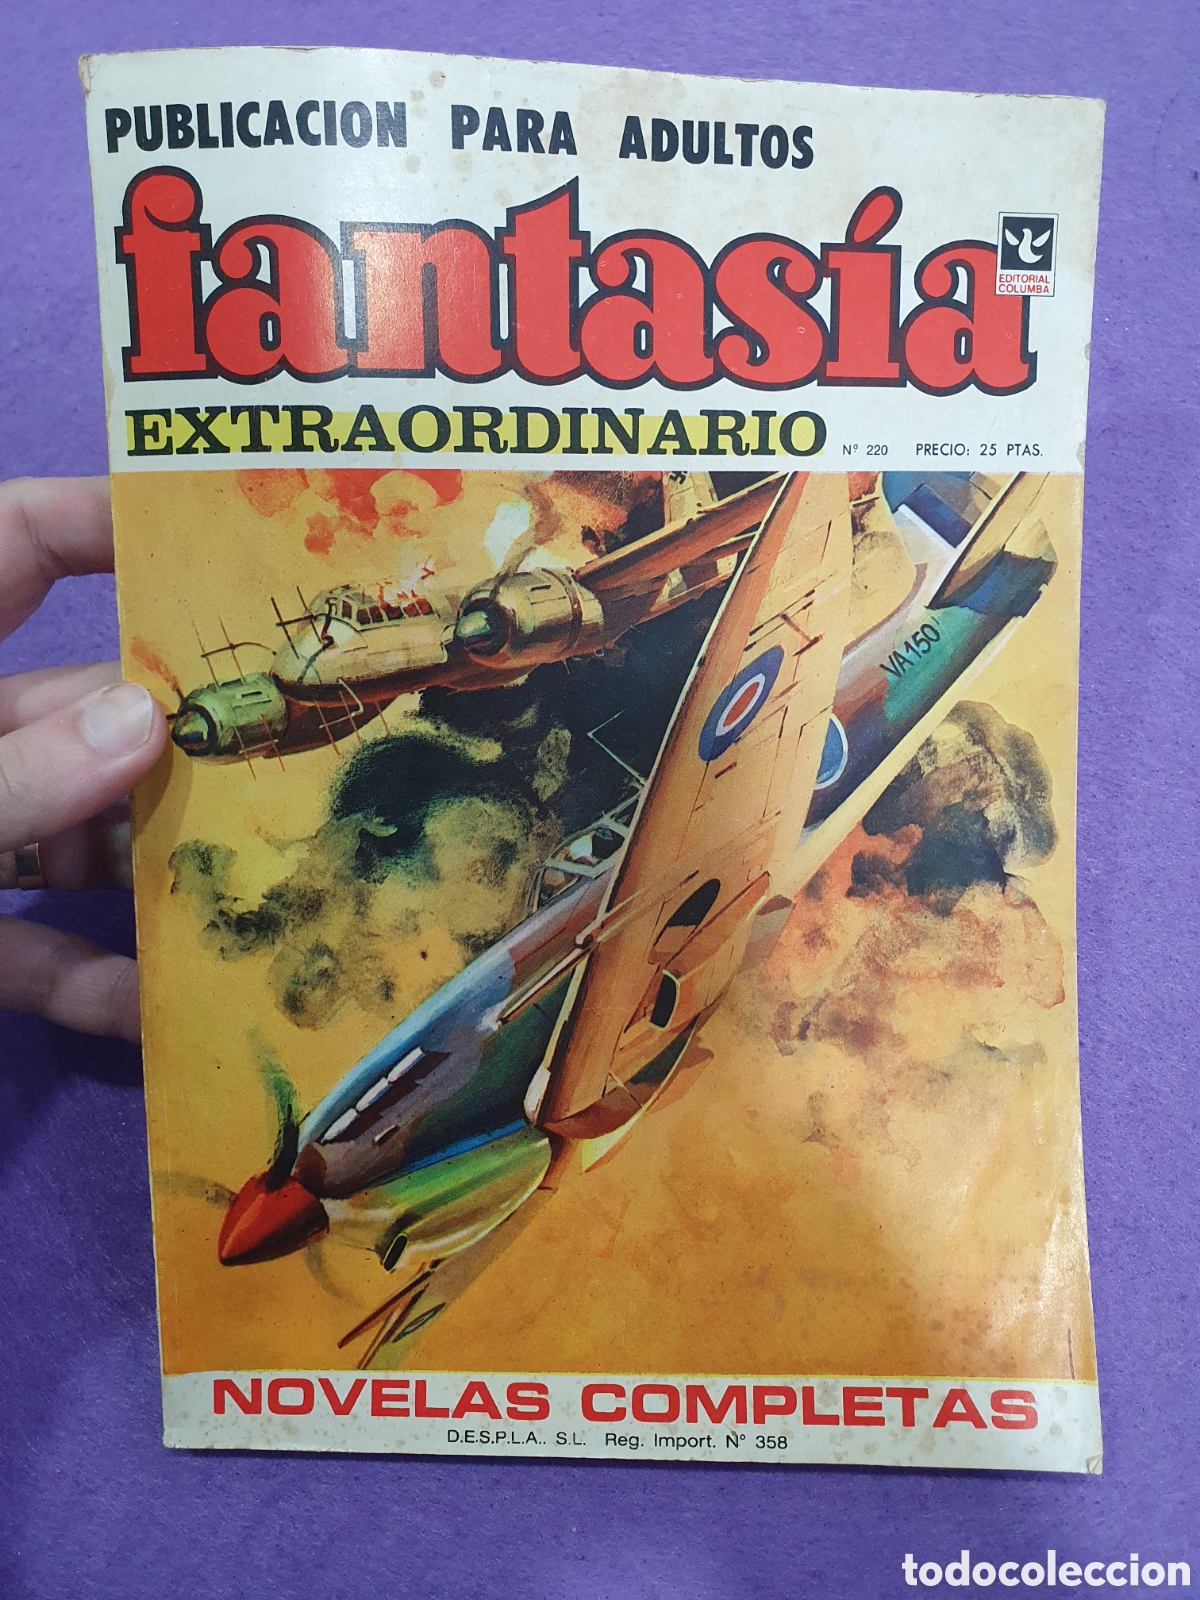 PUBLICACION PARA ADULTOS
fantasía
EDITORIAL
COLUMBA
EXTRAORDINARIO
Nº 220 PRECIO: 25 PTAS.
VA150
NOVELAS COMPLETAS
D.E.S.P.L.A.. S.L. Reg. Import. N° 358
todocoleccion